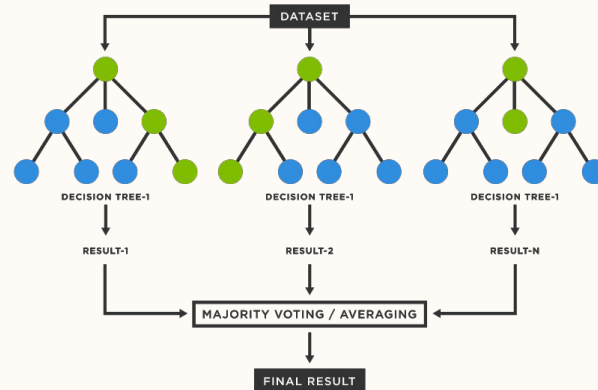 DATASET
DECISION TREE-1
DECISION TREE-1
DECISION TREE-1
RESULT-1
RESULT-2
RESULT-N
MAJORITY VOTING / AVERAGING
FINAL RESULT